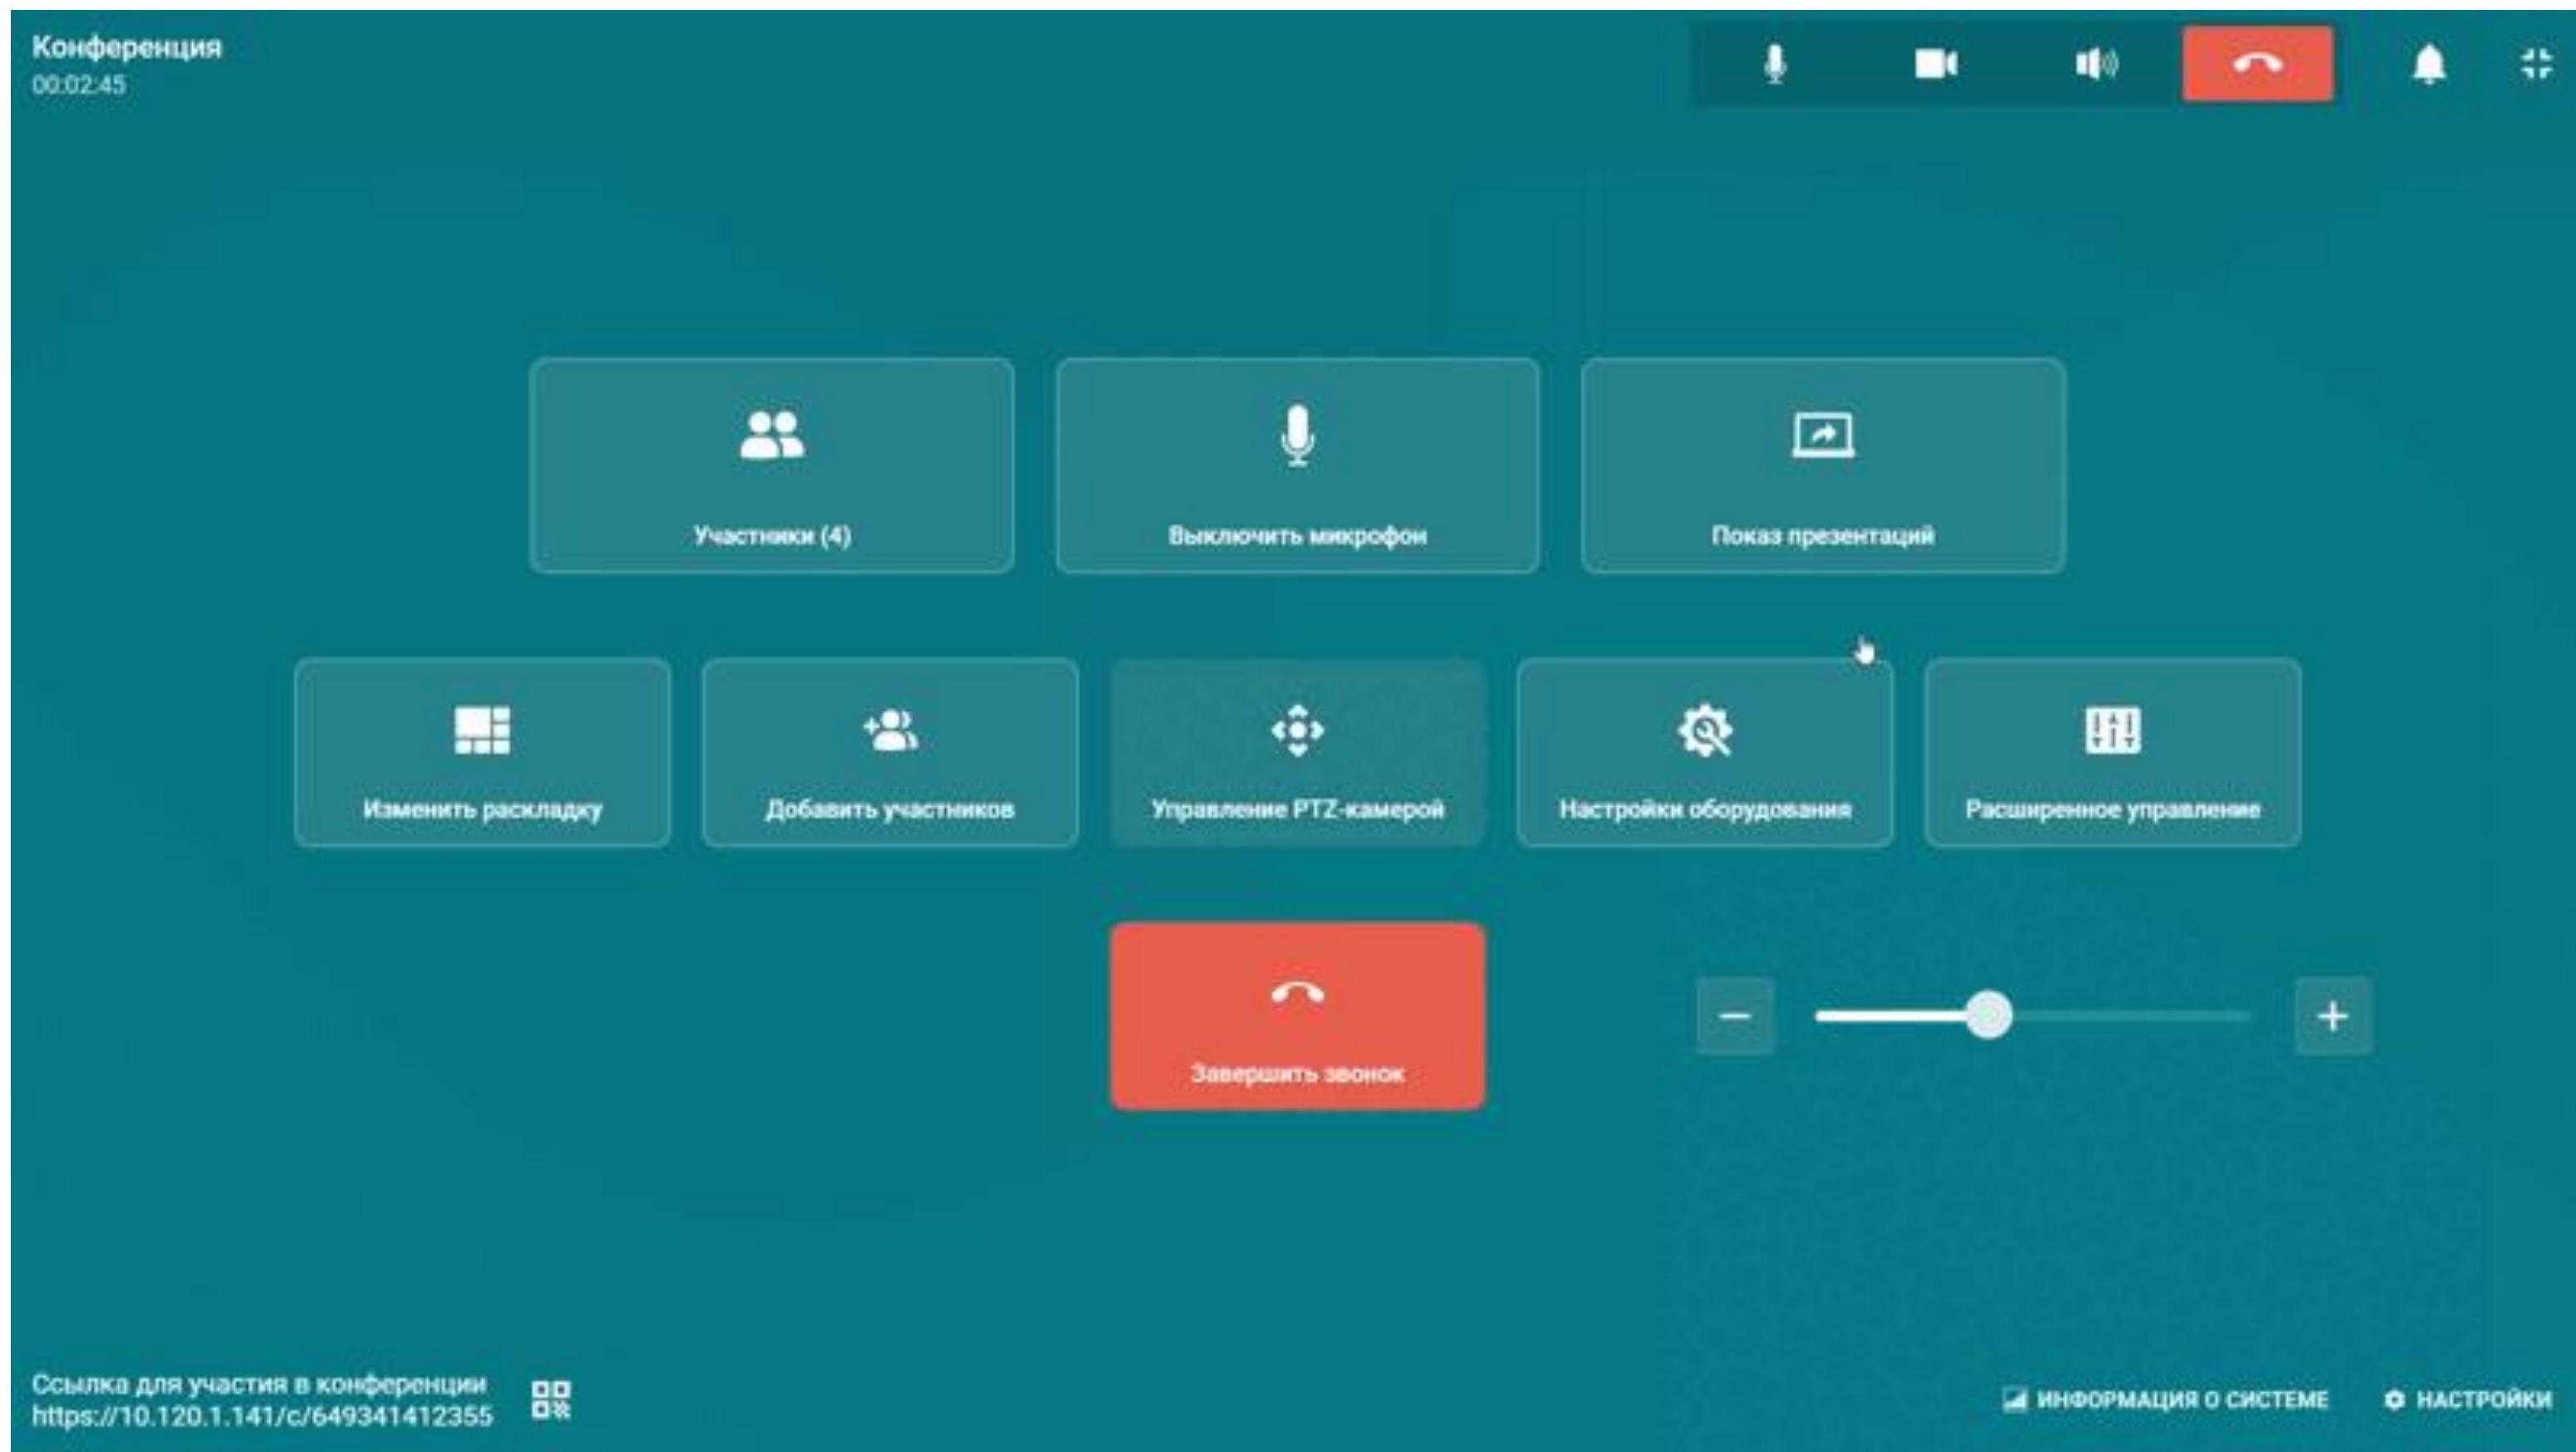 Конференция
00:02:45
Участники (4)
Выключить микрофон
Показ презентаций
Изменить раскладку
Добавить участников
Управление PTZ-камерой
Настройки оборудования
Расширенное управление
Завершить звонок
Ссылка для участия в конференции
https://10.120.1.141/c/649341412355
ИНФОРМАЦИЯ О СИСТЕМЕ
НАСТРОЙКИ